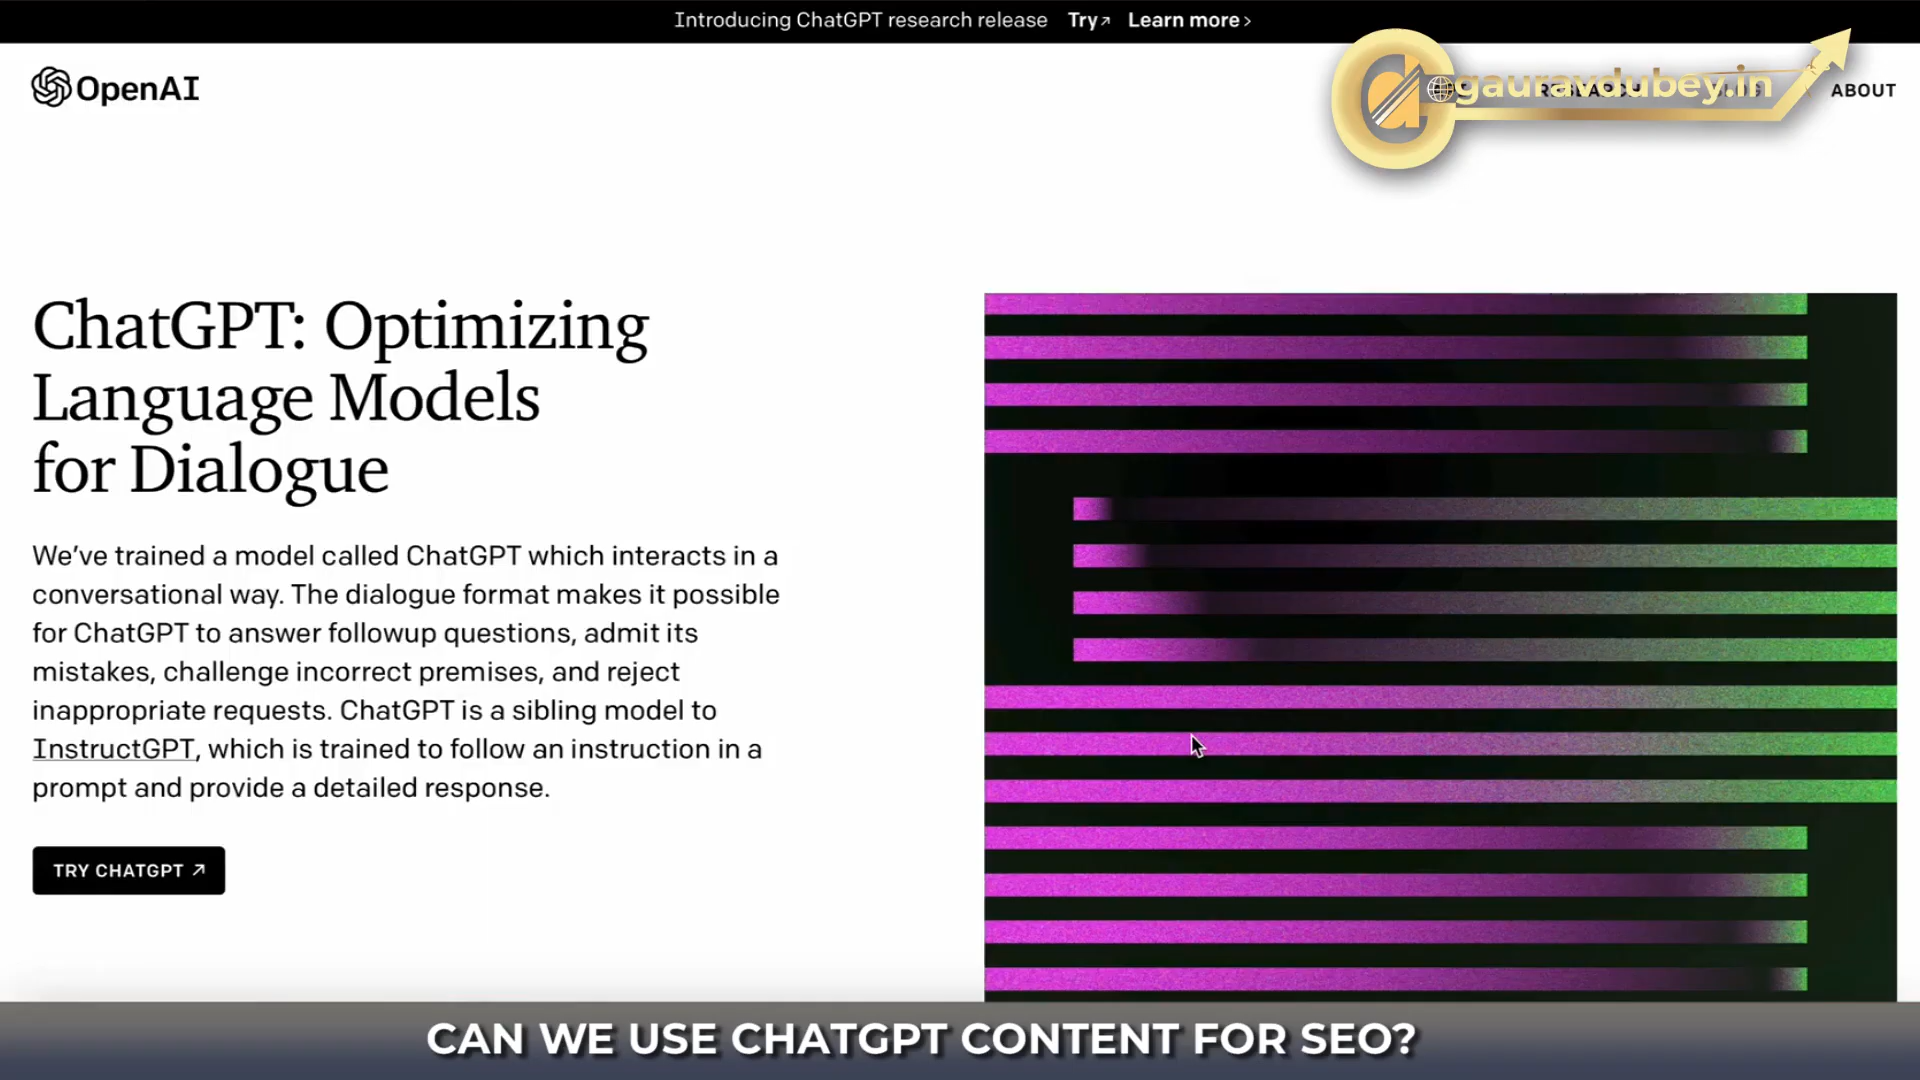 Introducing ChatGPT research release Try↗ Learn more ›
OpenAI
gauravdubey.in
RESEARCH
ABOUT
ChatGPT: Optimizing
Language Models
for Dialogue
We’ve trained a model called ChatGPT which interacts in a
conversational way. The dialogue format makes it possible
for ChatGPT to answer followup questions, admit its
mistakes, challenge incorrect premises, and reject
inappropriate requests. ChatGPT is a sibling model to
InstructGPT, which is trained to follow an instruction in a
prompt and provide a detailed response.
TRY CHATGPT ↗
CAN WE USE CHATGPT CONTENT FOR SEO?